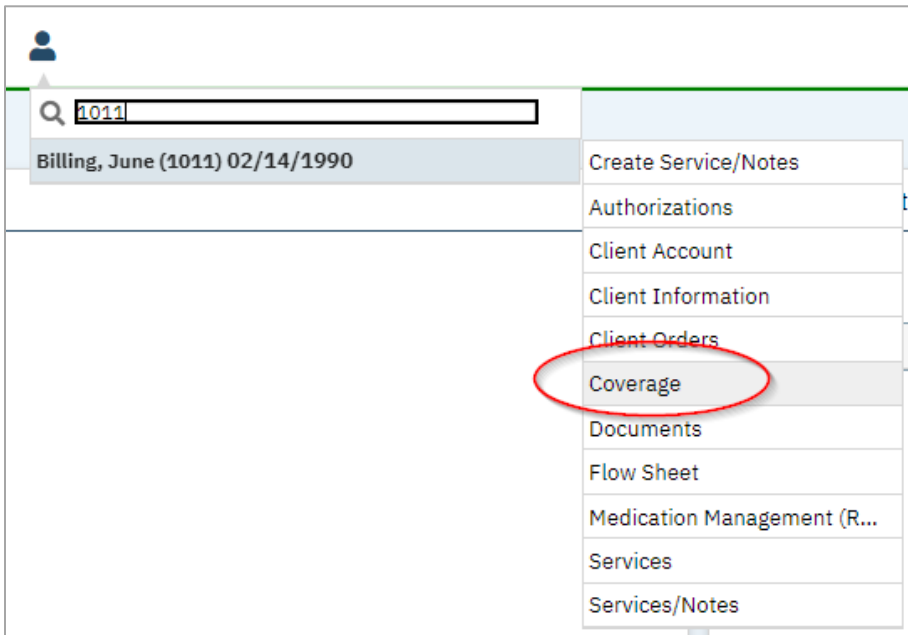 1011
Billing, June (1011) 02/14/1990
Create Service/Notes
Authorizations
Client Account
Client Information
Client Orders
Coverage
Documents
Flow Sheet
Medication Management (R...
Services
Services/Notes